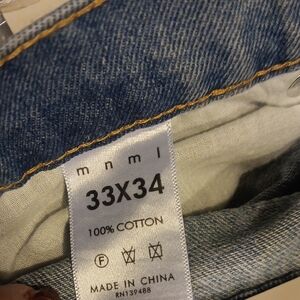 mnml
33X34
100% COTTON
F
MADE IN CHINA
RN139488